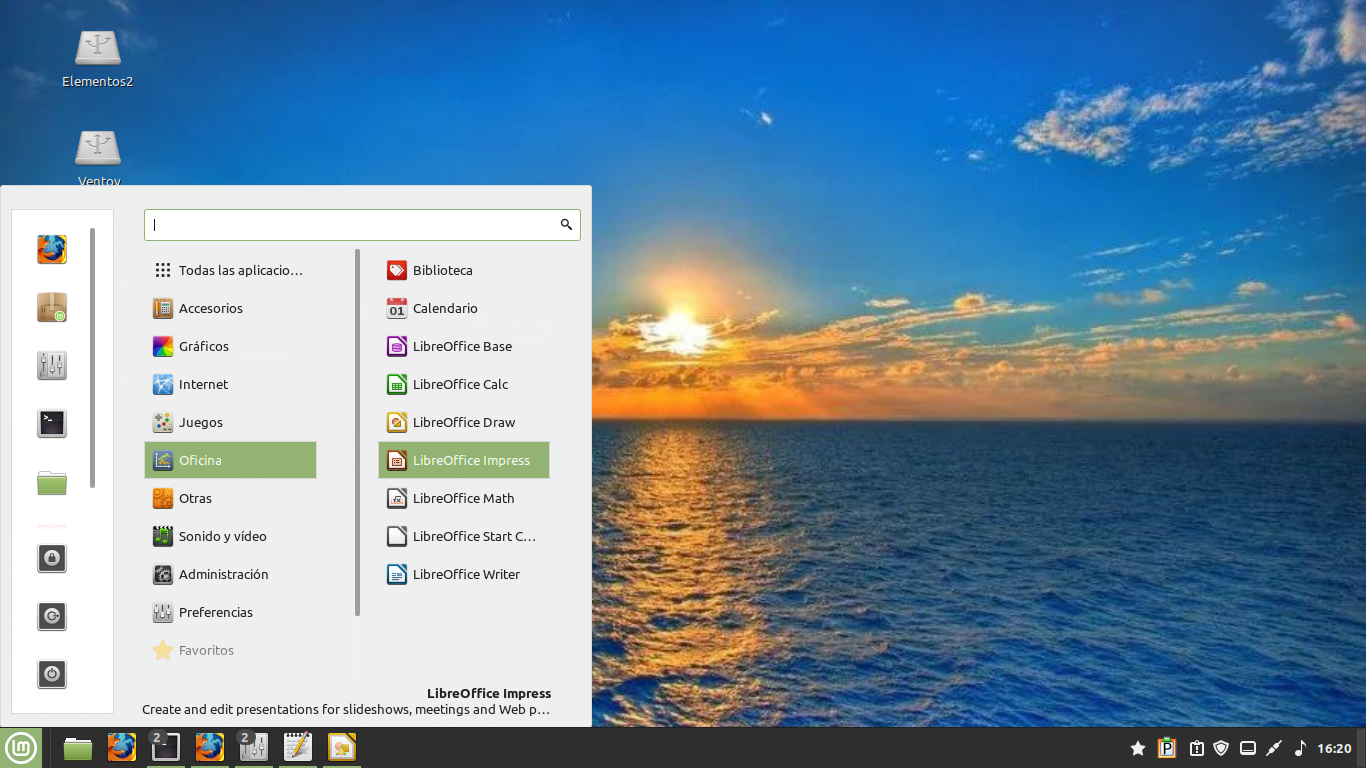 Elementos2
Ventoy
Todas las aplicacio…
Accesorios
Gráficos
Internet
Juegos
Oficina
Otras
Sonido y vídeo
Administración
Preferencias
Favoritos
Biblioteca
01
Calendario
LibreOffice Base
LibreOffice Calc
LibreOffice Draw
LibreOffice Impress
LibreOffice Math
LibreOffice Start C…
LibreOffice Writer
LibreOffice Impress
Create and edit presentations for slideshows, meetings and Web p…
2
2
P
16:20